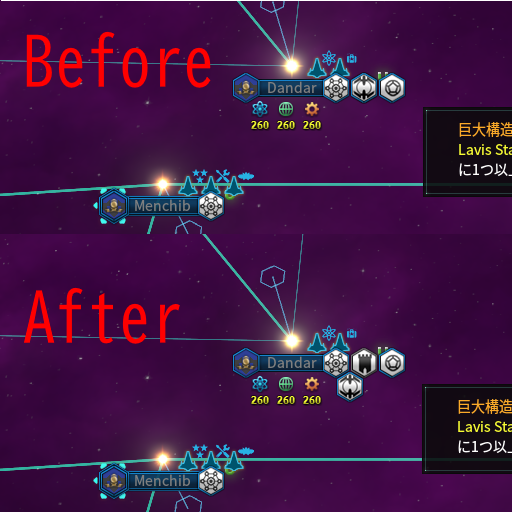 Before
Dandar
260 260 260
巨大構造
Lavis Sta
に1つ以上
Menchib
After
Dandar
260 260 260
巨大構造
Lavis Sta
に1つ以上
Menchib